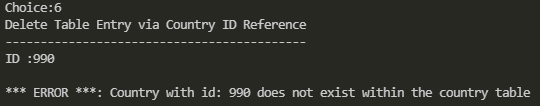 Choice:6
Delete Table Entry via Country ID Reference
-------------------------------------------
ID :990
*** ERROR ***: Country with id: 990 does not exist within the country table